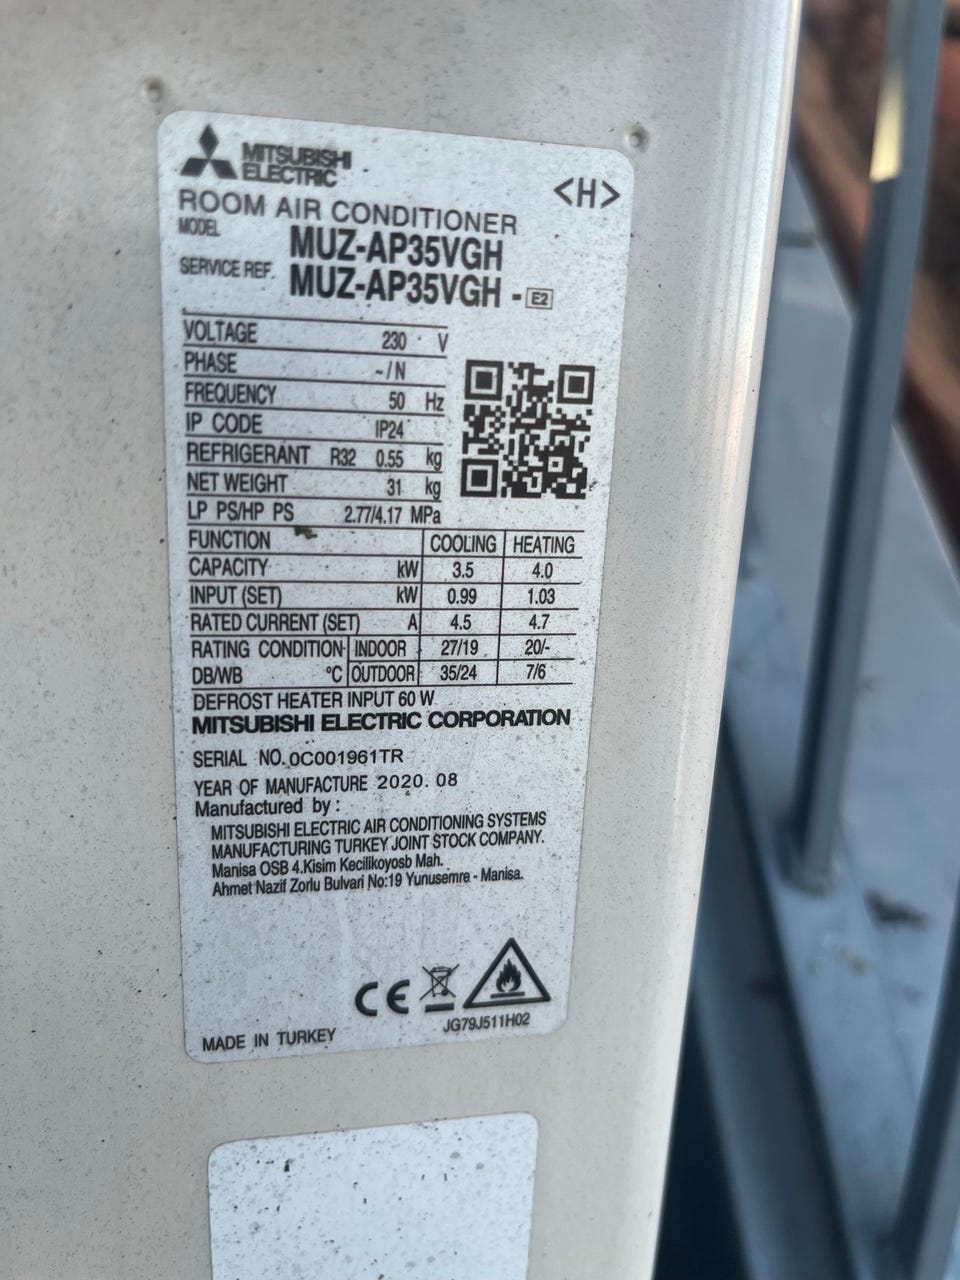 MITSUBISHI
ELECTRIC
<H>
ROOM AIR CONDITIONER
MODEL MUZ-AP35VGH
SERVICE REF. MUZ-AP35VGH - E2
VOLTAGE 230 V
PHASE ~/N
FREQUENCY 50 Hz
IP CODE IP24
REFRIGERANT R32 0.55 kg
NET WEIGHT 31 kg
LP PS/HP PS 2.77/4.17 MPa
FUNCTION COOLING HEATING
CAPACITY kW 3.5 4.0
INPUT (SET) kW 0.99 1.03
RATED CURRENT (SET) A 4.5 4.7
RATING CONDITION INDOOR 27/19 20/-
DB/WB °C OUTDOOR 35/24 7/6
DEFROST HEATER INPUT 60 W
MITSUBISHI ELECTRIC CORPORATION
SERIAL NO. 0C001961TR
YEAR OF MANUFACTURE 2020. 08
Manufactured by :
MITSUBISHI ELECTRIC AIR CONDITIONING SYSTEMS
MANUFACTURING TURKEY JOINT STOCK COMPANY.
Manisa OSB 4.Kisim Kecilikoyosb Mah.
Ahmet Nazif Zorlu Bulvari No:19 Yunusemre - Manisa.
CE
JG79J511H02
MADE IN TURKEY